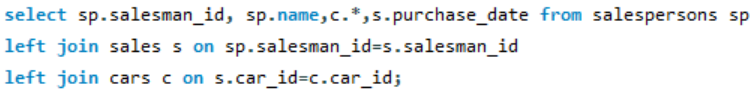 select sp.salesman_id, sp.name,c.*,s.purchase_date from salespersons sp
left join sales s on sp.salesman_id=s.salesman_id
left join cars c on s.car_id=c.car_id;